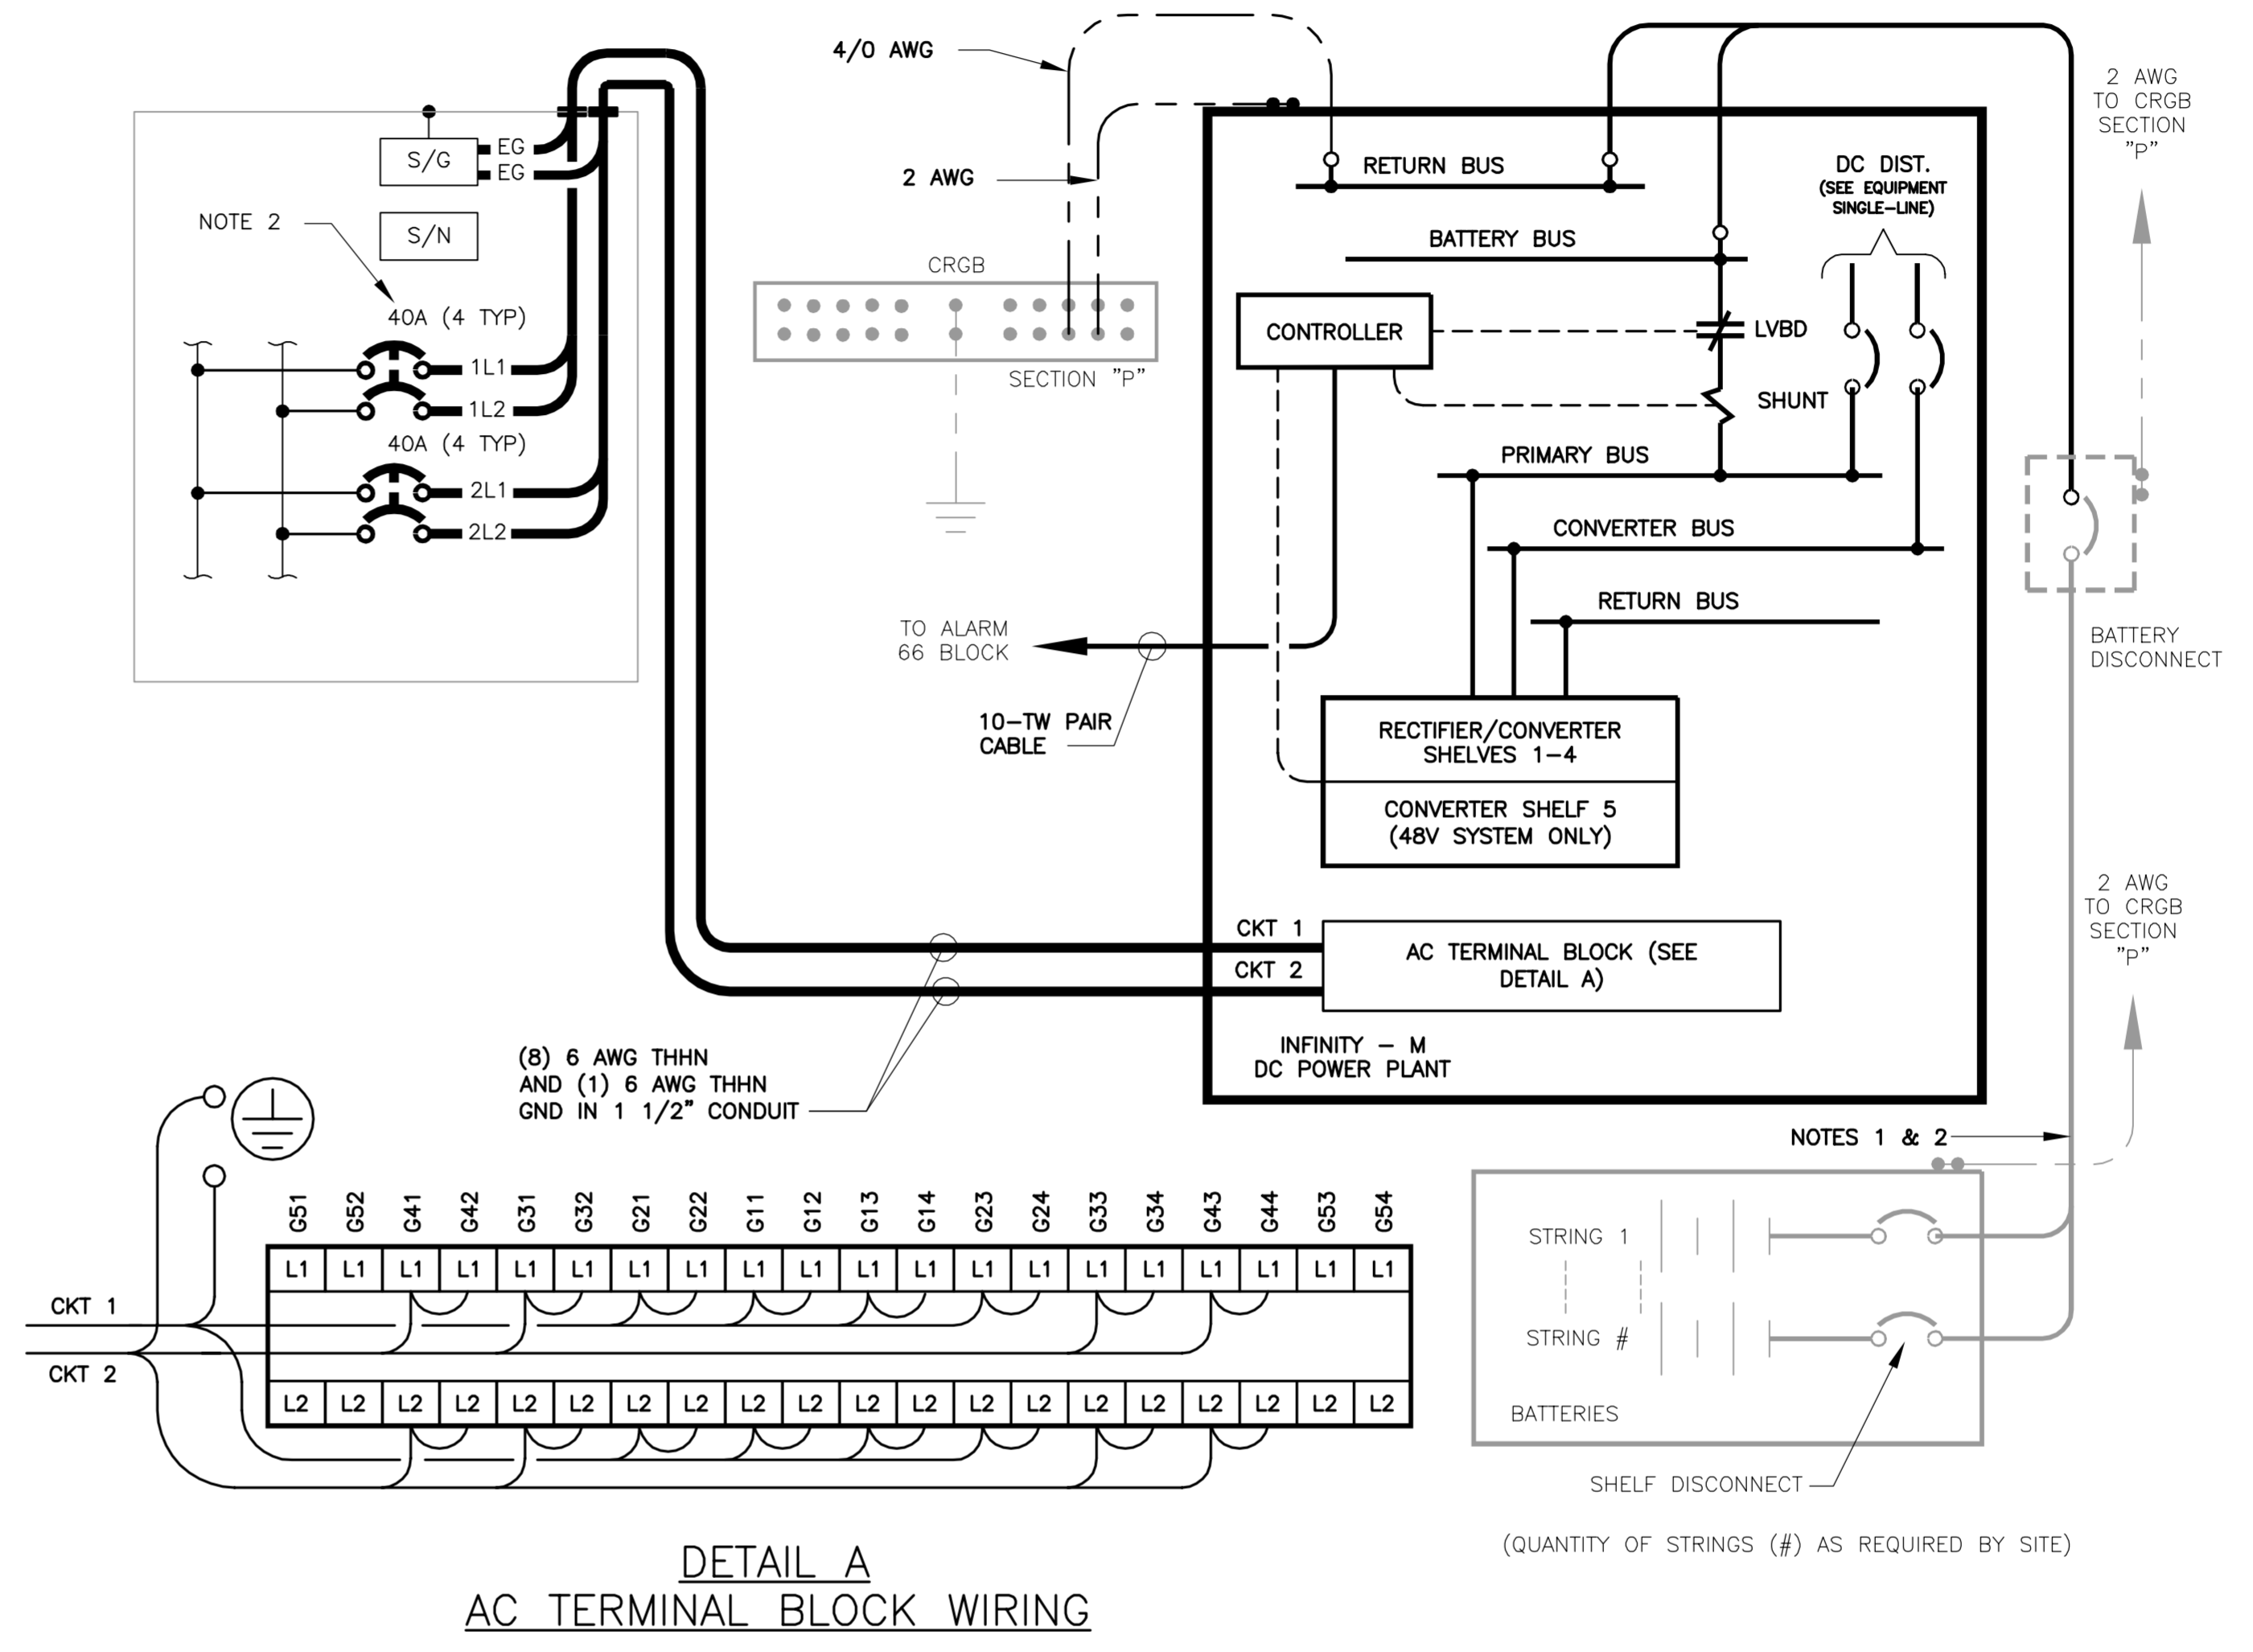 4/0 AWG
2 AWG
TO CRGB
SECTION
"P"
S/G
EG
EG
RETURN BUS
DC DIST.
(SEE EQUIPMENT
SINGLE-LINE)
2 AWG
NOTE 2
S/N
BATTERY BUS
CRGB
40A (4 TYP)
CONTROLLER
LVBD
1L1
SECTION "P"
1L2
SHUNT
40A (4 TYP)
PRIMARY BUS
2L1
2L2
CONVERTER BUS
RETURN BUS
TO ALARM
66 BLOCK
BATTERY
DISCONNECT
10-TW PAIR
CABLE
RECTIFIER/CONVERTER
SHELVES 1-4
CONVERTER SHELF 5
(48V SYSTEM ONLY)
2 AWG
TO CRGB
SECTION
"P"
CKT 1
CKT 2
AC TERMINAL BLOCK (SEE
DETAIL A)
INFINITY - M
DC POWER PLANT
(8) 6 AWG THHN
AND (1) 6 AWG THHN
GND IN 1 1/2" CONDUIT
NOTES 1 & 2
G51 G52 G41 G42 G31 G32 G21 G22 G11 G12 G13 G14 G23 G24 G33 G34 G43 G44 G53 G54
L1 L1 L1 L1 L1 L1 L1 L1 L1 L1 L1 L1 L1 L1 L1 L1 L1 L1 L1 L1
CKT 1
CKT 2
L2 L2 L2 L2 L2 L2 L2 L2 L2 L2 L2 L2 L2 L2 L2 L2 L2 L2 L2 L2
STRING 1
STRING #
BATTERIES
SHELF DISCONNECT
(QUANTITY OF STRINGS (#) AS REQUIRED BY SITE)
DETAIL A
AC TERMINAL BLOCK WIRING